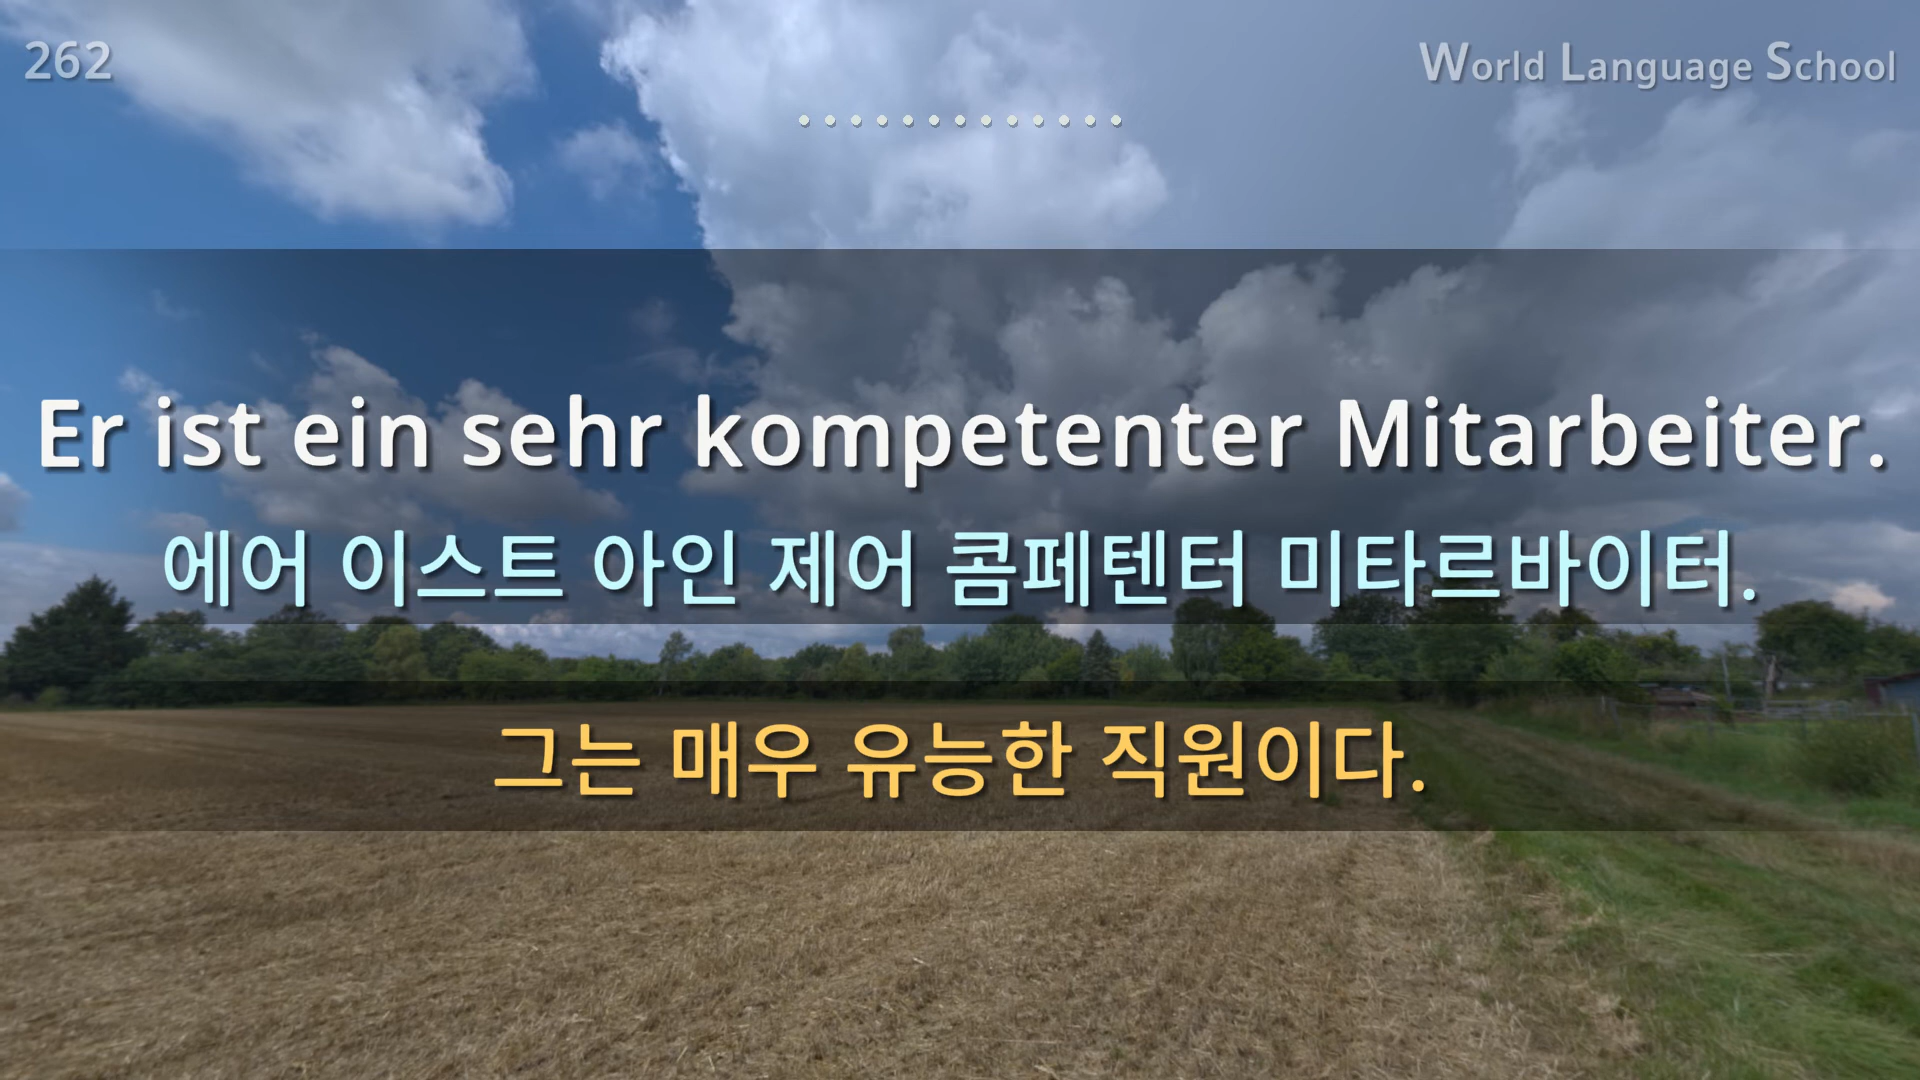 262
World Language School
Er ist ein sehr kompetenter Mitarbeiter.
에어 이스트 아인 제어 콤페텐터 미타르바이터.
그는 매우 유능한 직원이다.